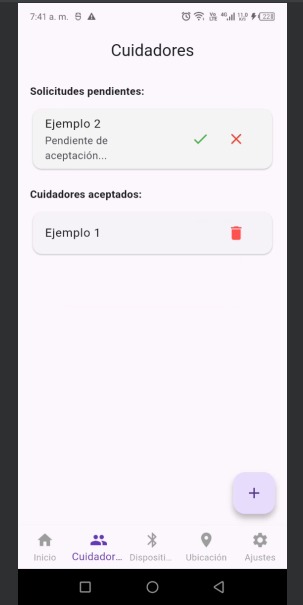 7:41 a. m.
Cuidadores
Solicitudes pendientes:
Ejemplo 2
Pendiente de
aceptación...
Cuidadores aceptados:
Ejemplo 1
+
Inicio
Cuidador...
Dispositi...
Ubicación
Ajustes